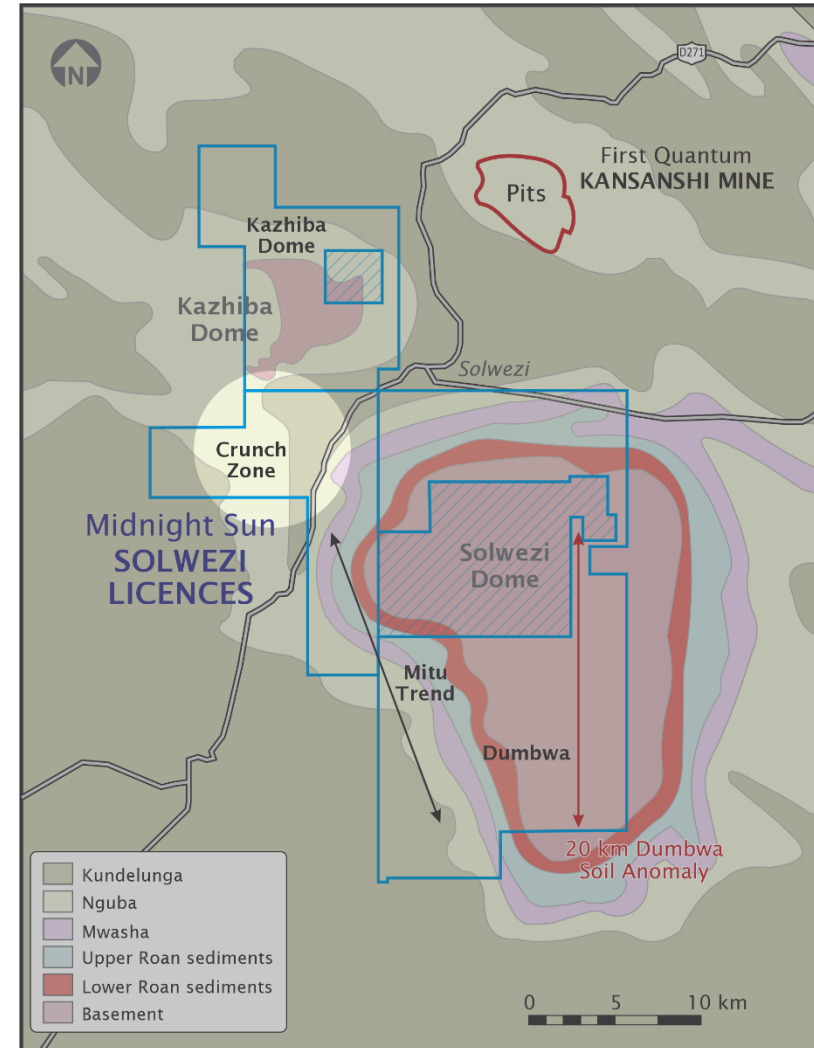 N
D271
First Quantum
KANSANSHI MINE
Pits
Kazhiba
Dome
Kazhiba
Dome
Solwezi
Crunch
Zone
Midnight Sun
SOLWEZI
LICENCES
Solwezi
Dome
Mitu
Trend
Dumbwa
20 km Dumbwa
Soil Anomaly
Kundelunga
Nguba
Mwasha
Upper Roan sediments
Lower Roan sediments
Basement
0 5 10 km